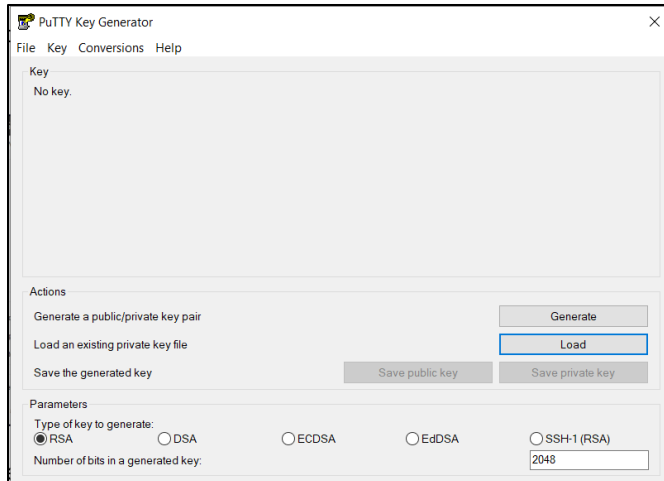 PuTTY Key Generator
File Key Conversions Help
Key
No key.
Actions
Generate a public/private key pair Generate
Load an existing private key file Load
Save the generated key Save public key Save private key
Parameters
Type of key to generate:
RSA DSA ECDSA EdDSA SSH-1 (RSA)
Number of bits in a generated key: 2048